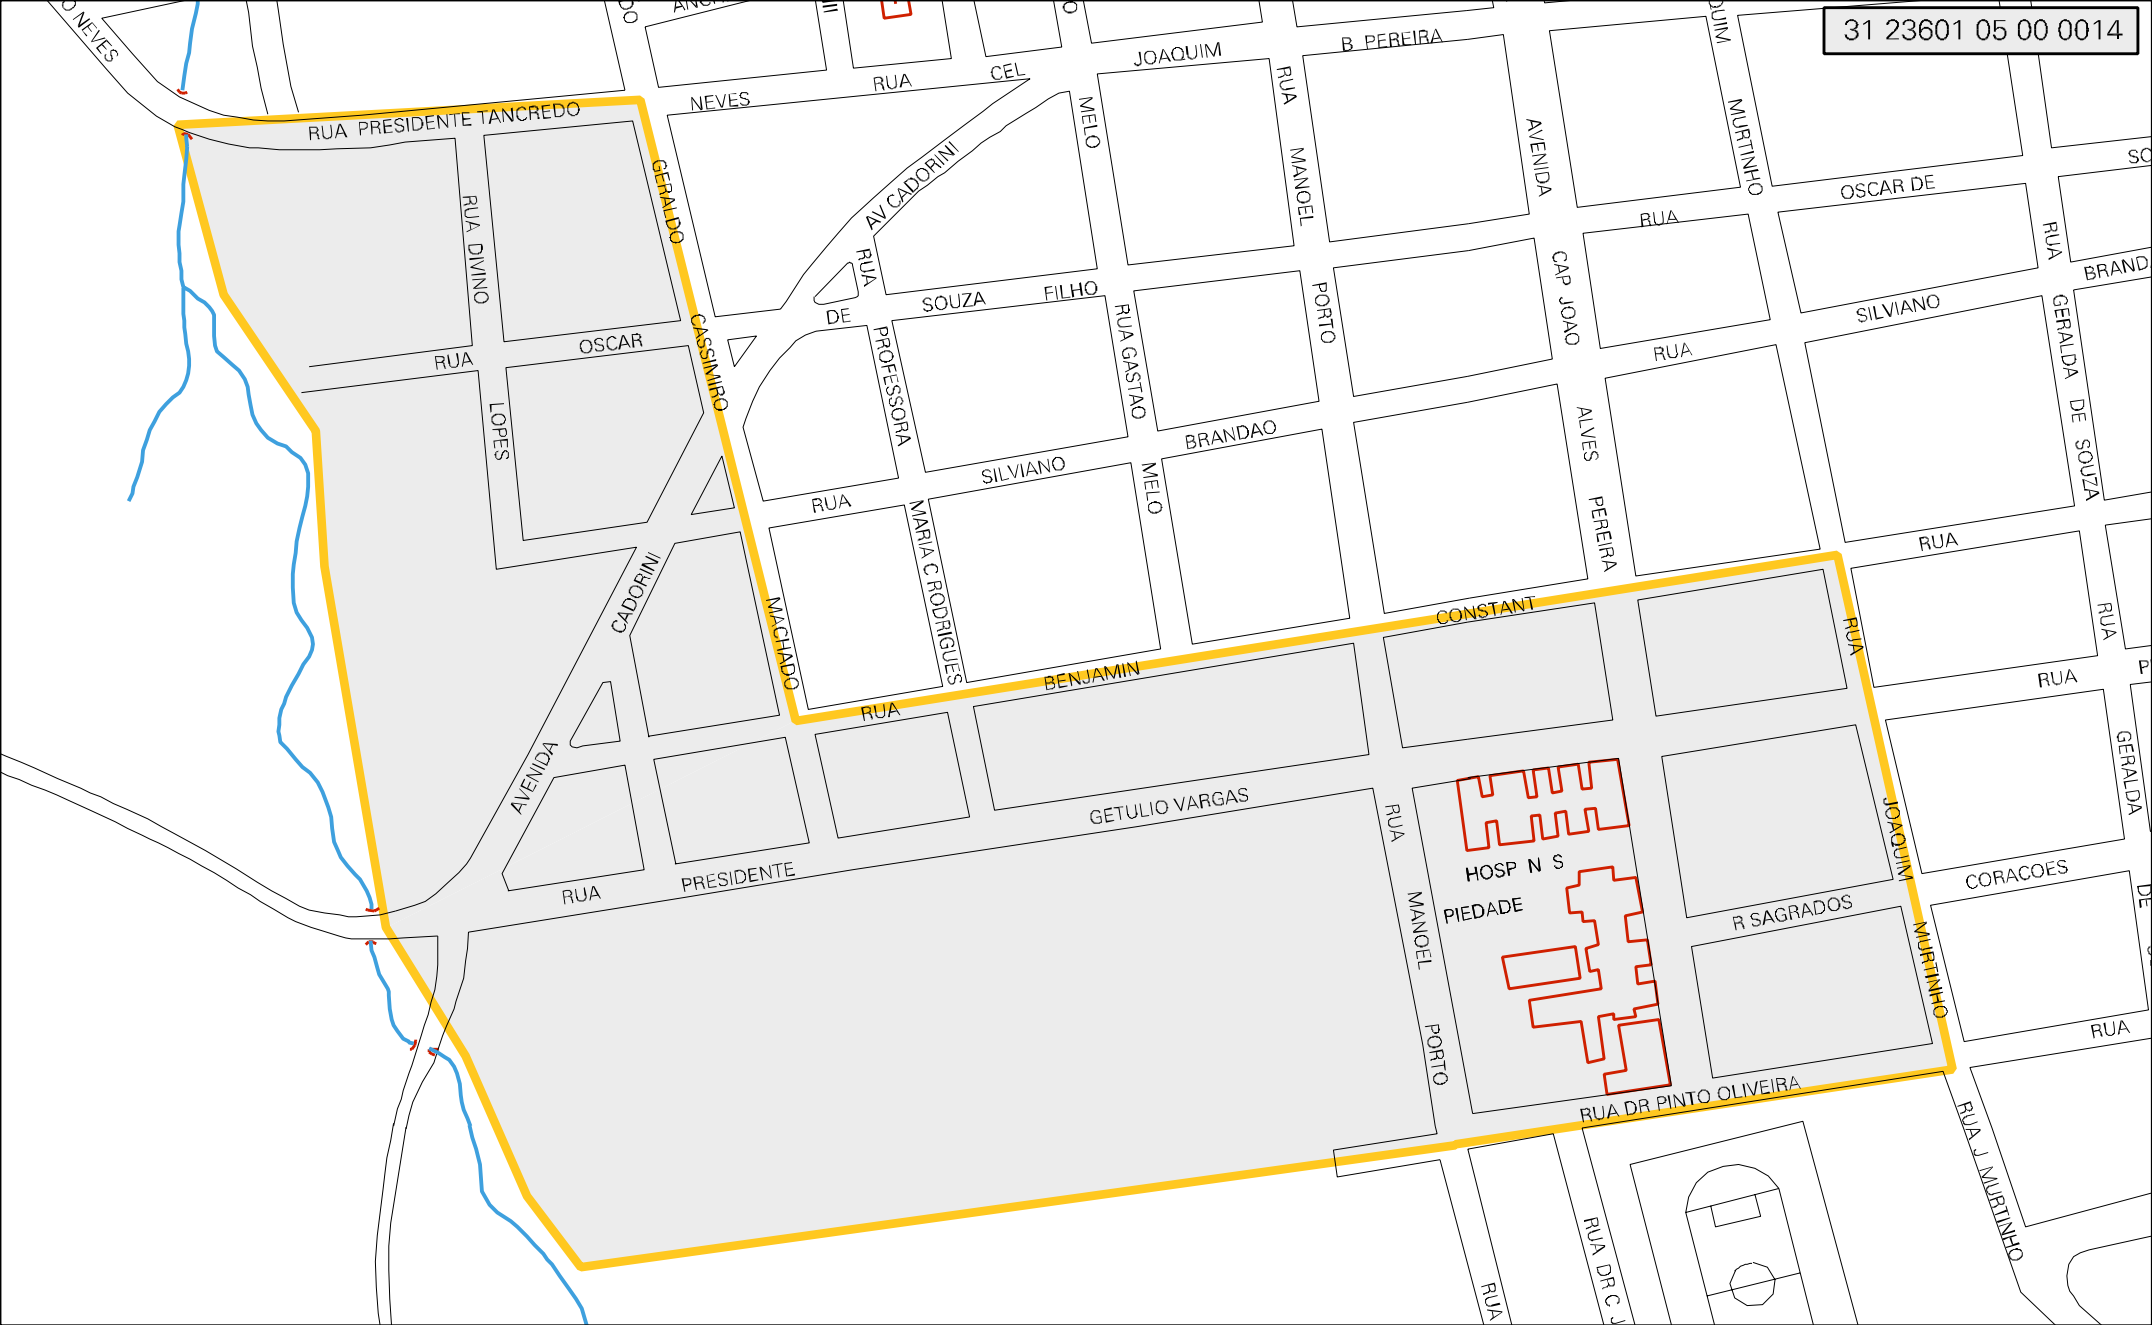 31 23601 05 00 0014
O NEVES
RUA PRESIDENTE TANCREDO
NEVES
RUA
CEL
JOAQUIM
B PEREIRA
RUA DIVINO
LOPES
GERALDO
CASSIMIRO
MACHADO
AV CADORINI
RUA
PROFESSORA
MARIA C RODRIGUES
MELO
RUA GASTAO
MELO
RUA
MANOEL
PORTO
AVENIDA
CAP JOAO
ALVES
PEREIRA
MURTINHO
OSCAR DE
RUA
SOUZA
FILHO
DE
RUA
OSCAR
SILVIANO
RUA
BRANDAO
SILVIANO
RUA
RUA
GERALDA DE SOUZA
RUA
CADORINI
AVENIDA
CONSTANT
BENJAMIN
RUA
RUA
JOAQUIM
MURTINHO
RUA
RUA
GERALDA
GETULIO VARGAS
PRESIDENTE
RUA
RUA
MANOEL
PORTO
HOSP N S
PIEDADE
CORACOES
R SAGRADOS
RUA
RUA DR PINTO OLIVEIRA
RUA J MURTINHO
RUA DR C J
RUA